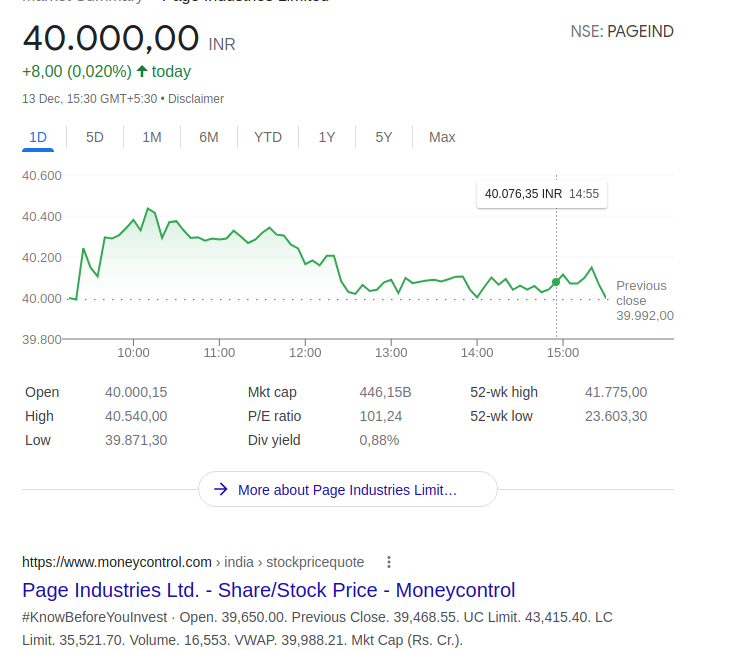 Market Summary > Page Industries Limited
40.000,00 INR
NSE: PAGEIND
+8,00 (0,020%) today
13 Dec, 15:30 GMT+5:30 • Disclaimer
1D 5D 1M 6M YTD 1Y 5Y Max
40.600
40.400
40.200
40.000
39.800
40.076,35 INR 14:55
Previous
close
39.992,00
10:00 11:00 12:00 13:00 14:00 15:00
Open 40.000,15 Mkt cap 446,15B 52-wk high 41.775,00
High 40.540,00 P/E ratio 101,24 52-wk low 23.603,30
Low 39.871,30 Div yield 0,88%
More about Page Industries Limit…
https://www.moneycontrol.com › india › stockpricequote
Page Industries Ltd. - Share/Stock Price - Moneycontrol
#KnowBeforeYouInvest · Open. 39,650.00. Previous Close. 39,468.55. UC Limit. 43,415.40. LC
Limit. 35,521.70. Volume. 16,553. VWAP. 39,988.21. Mkt Cap (Rs. Cr.).